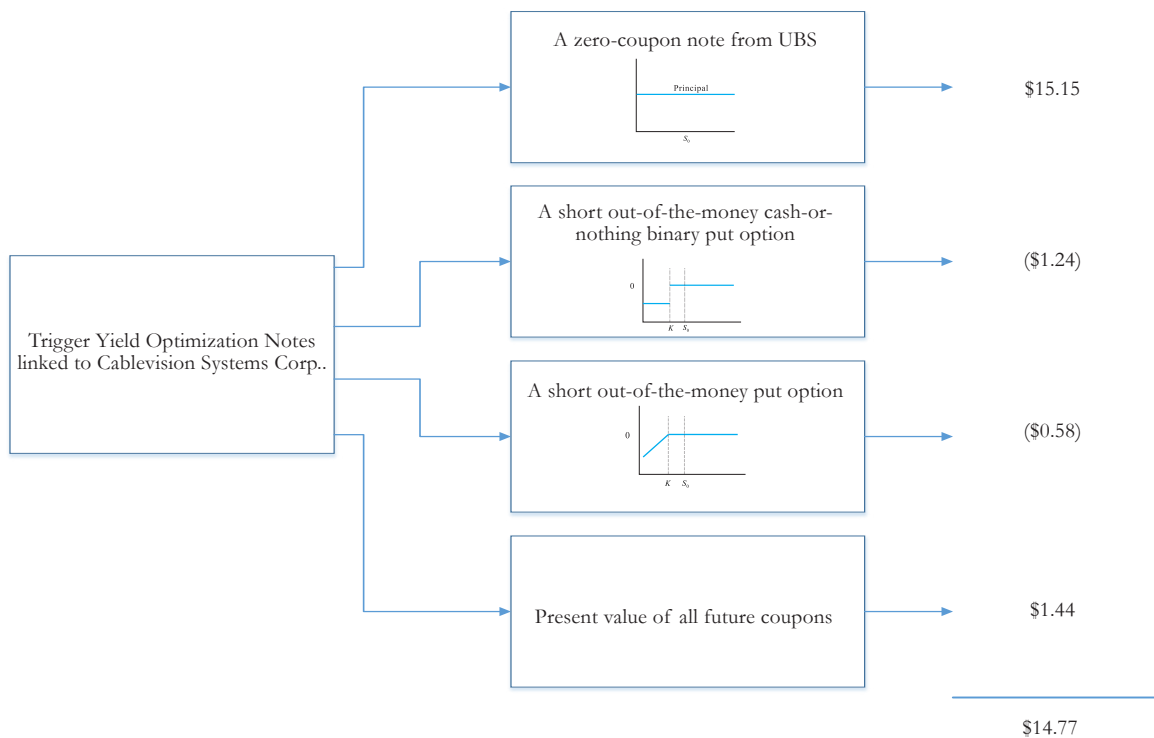 A zero-coupon note from UBS
Principal
S₀
$15.15
A short out-of-the-money cash-or-
nothing binary put option
0
K S₀
($1.24)
Trigger Yield Optimization Notes
linked to Cablevision Systems Corp..
A short out-of-the-money put option
0
K S₀
($0.58)
Present value of all future coupons
$1.44
$14.77